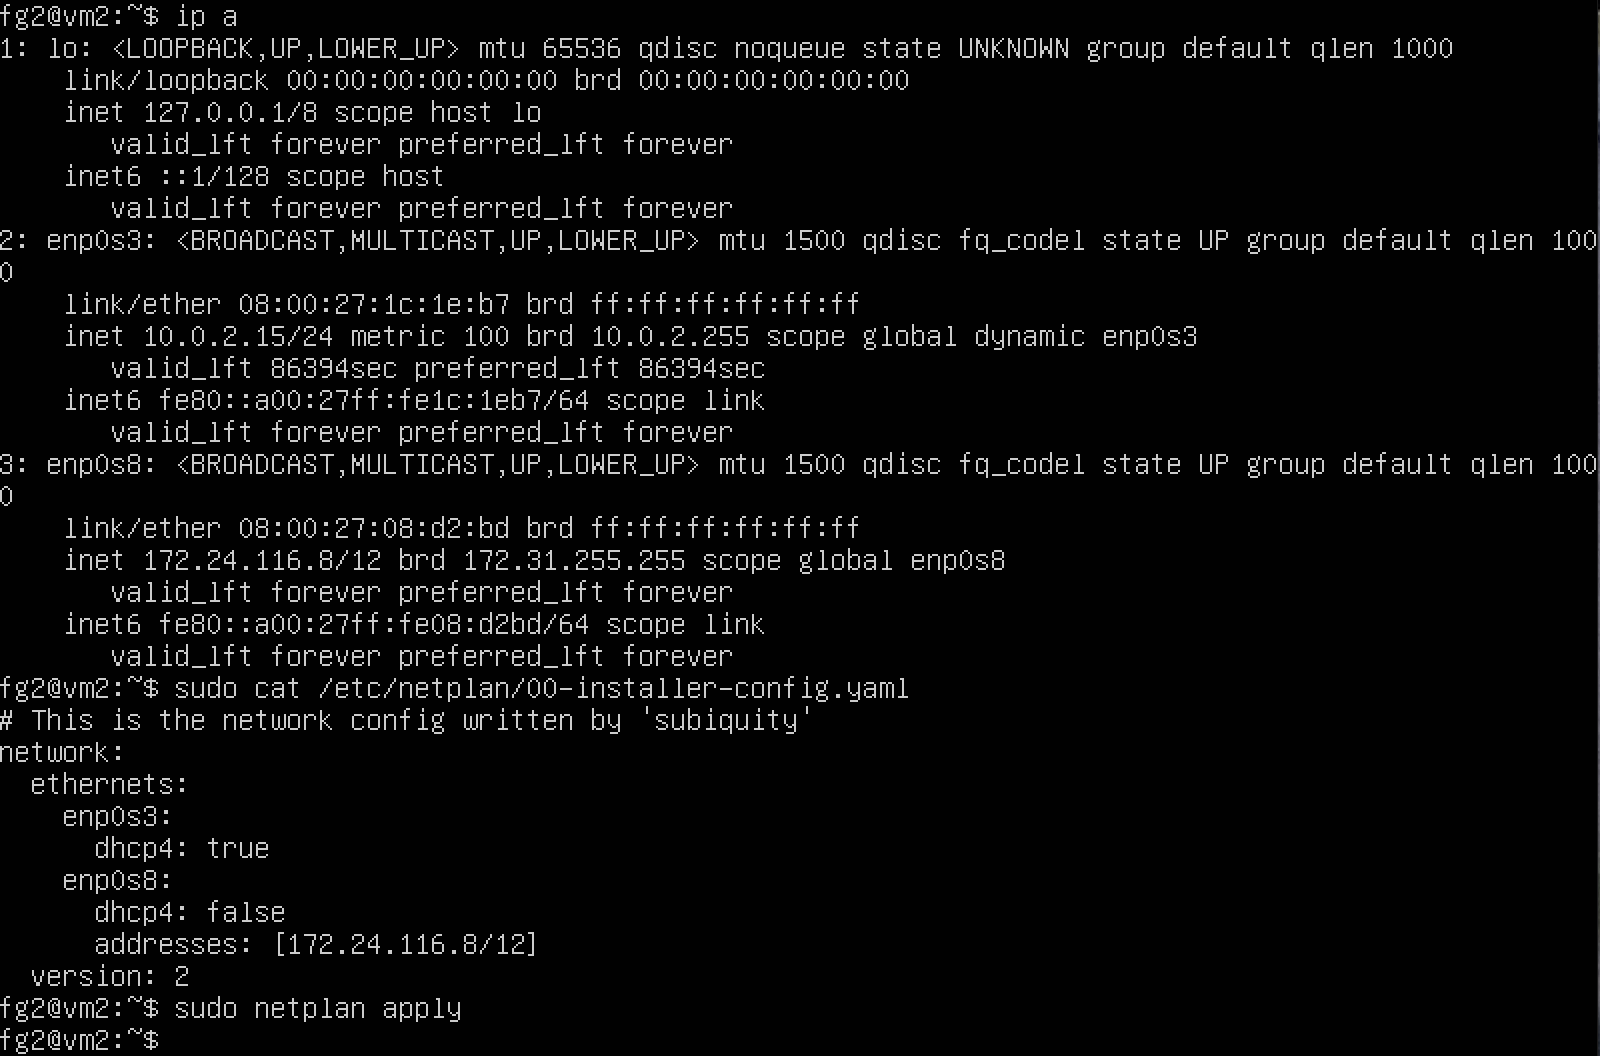 fg2@vm2:~$ ip a
1: lo: <LOOPBACK,UP,LOWER_UP> mtu 65536 qdisc noqueue state UNKNOWN group default qlen 1000
    link/loopback 00:00:00:00:00:00 brd 00:00:00:00:00:00
    inet 127.0.0.1/8 scope host lo
       valid_lft forever preferred_lft forever
    inet6 ::1/128 scope host
       valid_lft forever preferred_lft forever
2: enp0s3: <BROADCAST,MULTICAST,UP,LOWER_UP> mtu 1500 qdisc fq_codel state UP group default qlen 100
0
    link/ether 08:00:27:1c:1e:b7 brd ff:ff:ff:ff:ff:ff
    inet 10.0.2.15/24 metric 100 brd 10.0.2.255 scope global dynamic enp0s3
       valid_lft 86394sec preferred_lft 86394sec
    inet6 fe80::a00:27ff:fe1c:1eb7/64 scope link
       valid_lft forever preferred_lft forever
3: enp0s8: <BROADCAST,MULTICAST,UP,LOWER_UP> mtu 1500 qdisc fq_codel state UP group default qlen 100
0
    link/ether 08:00:27:08:d2:bd brd ff:ff:ff:ff:ff:ff
    inet 172.24.116.8/12 brd 172.31.255.255 scope global enp0s8
       valid_lft forever preferred_lft forever
    inet6 fe80::a00:27ff:fe08:d2bd/64 scope link
       valid_lft forever preferred_lft forever
fg2@vm2:~$ sudo cat /etc/netplan/00-installer-config.yaml
# This is the network config written by 'subiquity'
network:
  ethernets:
    enp0s3:
      dhcp4: true
    enp0s8:
      dhcp4: false
      addresses: [172.24.116.8/12]
  version: 2
fg2@vm2:~$ sudo netplan apply
fg2@vm2:~$